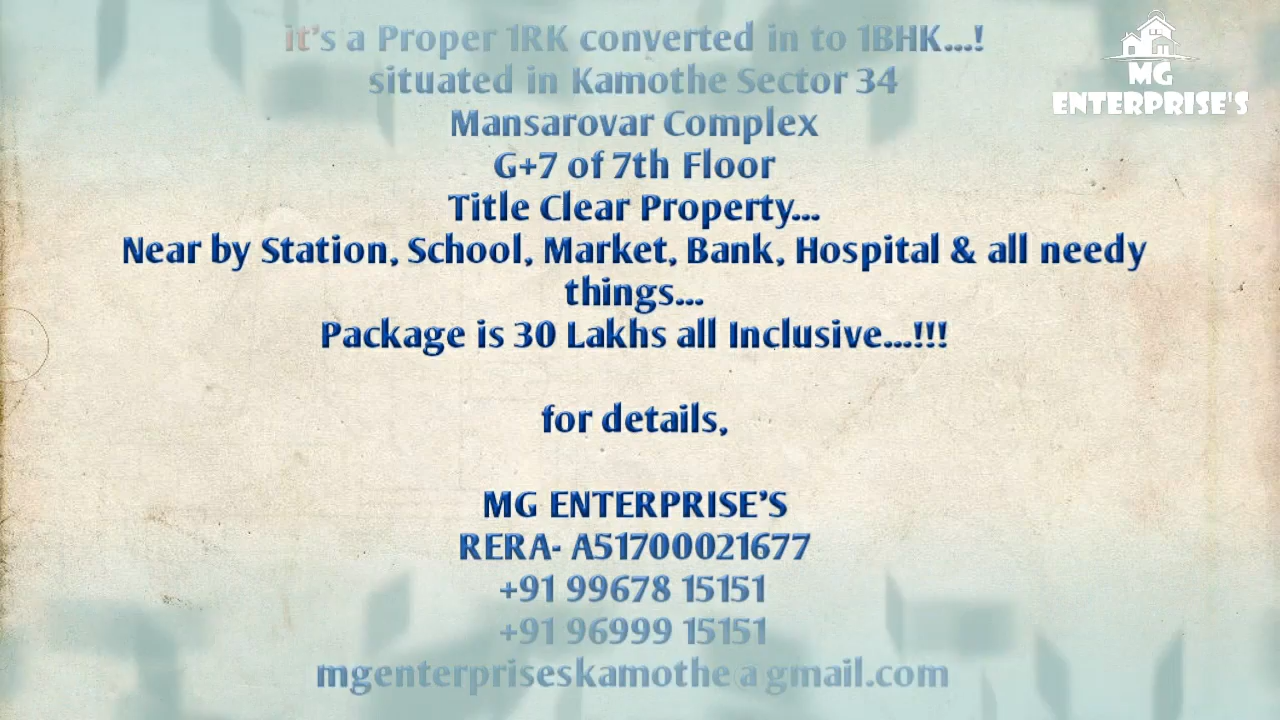 it's a Proper 1RK converted in to 1BHK...!
situated in Kamothe Sector 34
Mansarovar Complex
G+7 of 7th Floor
Title Clear Property...
Near by Station, School, Market, Bank, Hospital & all needy
things...
Package is 30 Lakhs all Inclusive...!!!
for details,
MG ENTERPRISE'S
RERA- A51700021677
+91 99678 15151
+91 96999 15151
mgenterpriseskamothe@gmail.com
MG
ENTERPRISE'S